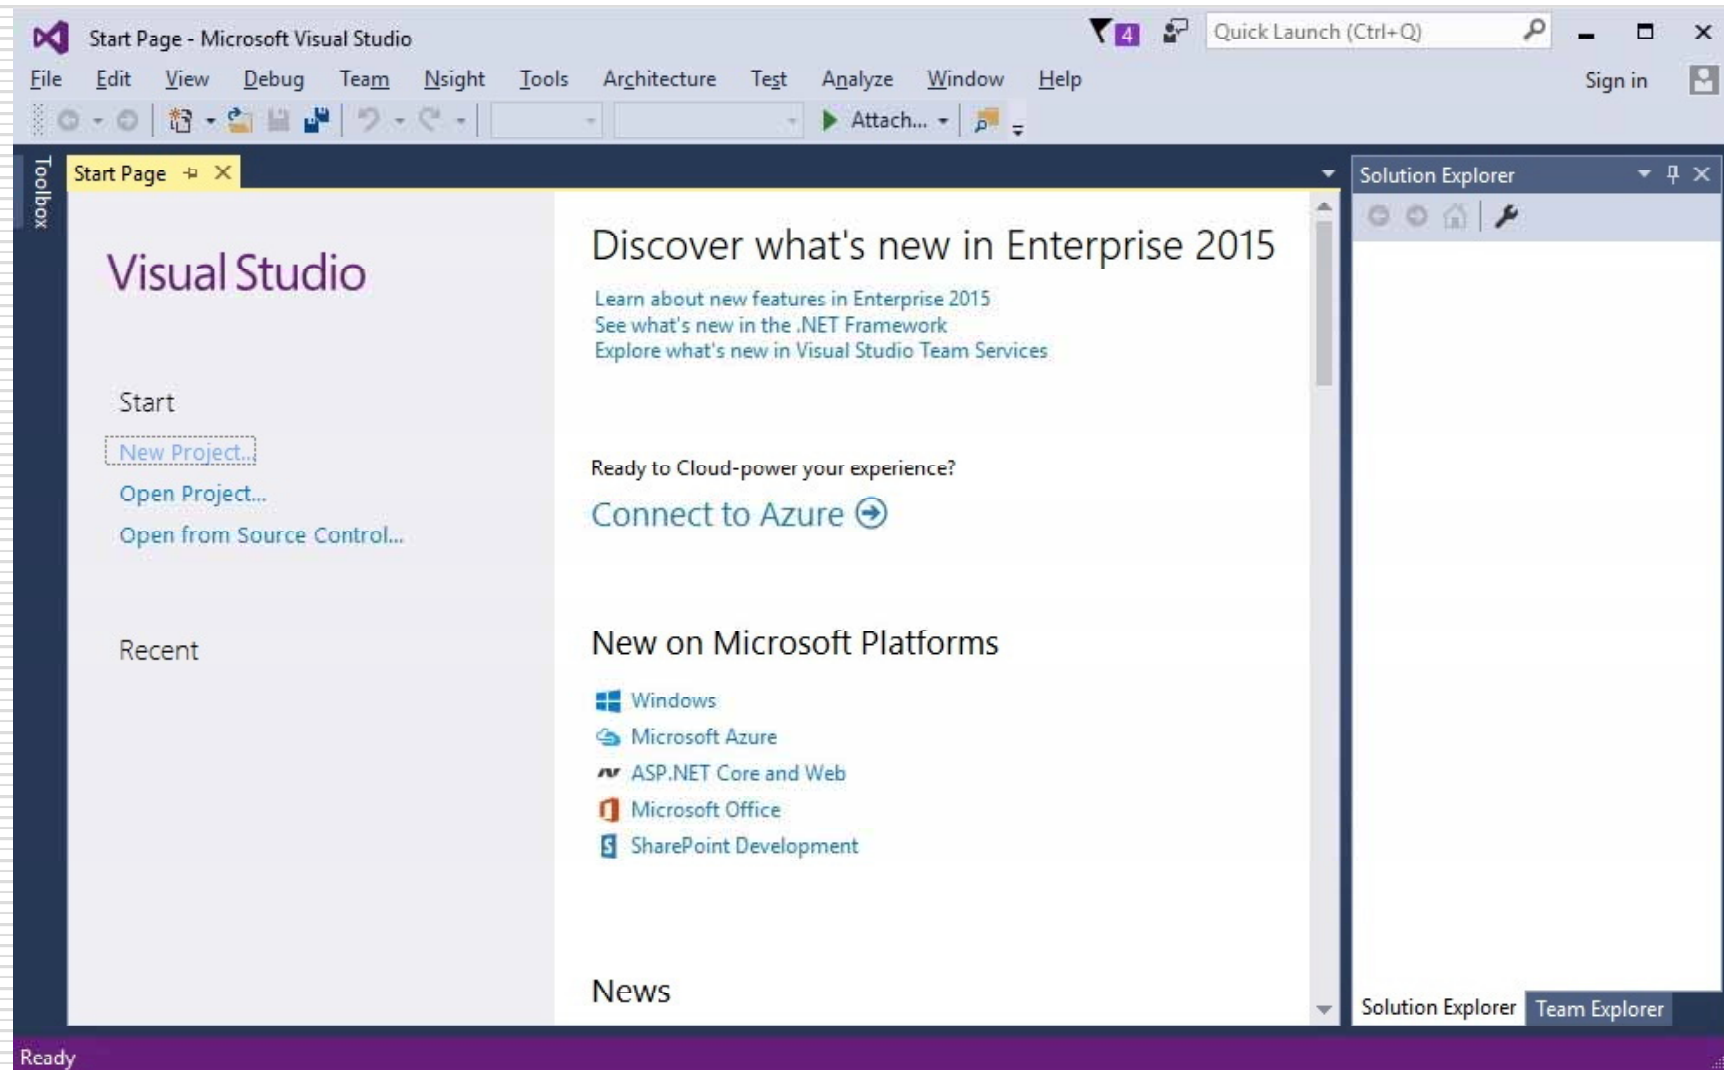 Start Page - Microsoft Visual Studio
4
Quick Launch (Ctrl+Q)
File Edit View Debug Team Nsight Tools Architecture Test Analyze Window Help
Sign in
Attach...
Toolbox
Start Page
Solution Explorer
Visual Studio
Start
New Project...
Open Project...
Open from Source Control...
Recent
Discover what's new in Enterprise 2015
Learn about new features in Enterprise 2015
See what's new in the .NET Framework
Explore what's new in Visual Studio Team Services
Ready to Cloud-power your experience?
Connect to Azure
New on Microsoft Platforms
Windows
Microsoft Azure
ASP.NET Core and Web
Microsoft Office
SharePoint Development
News
Solution Explorer Team Explorer
Ready